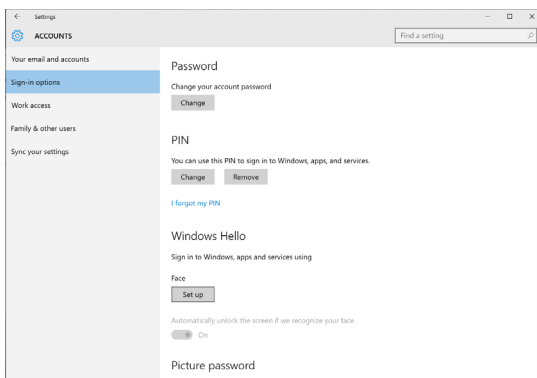 Settings
ACCOUNTS
Find a setting
Your email and accounts
Sign-in options
Work access
Family & other users
Sync your settings
Password
Change your account password
Change
PIN
You can use this PIN to sign in to Windows, apps, and services.
Change Remove
I forgot my PIN
Windows Hello
Sign in to Windows, apps and services using
Face
Set up
Automatically unlock the screen if we recognize your face
On
Picture password